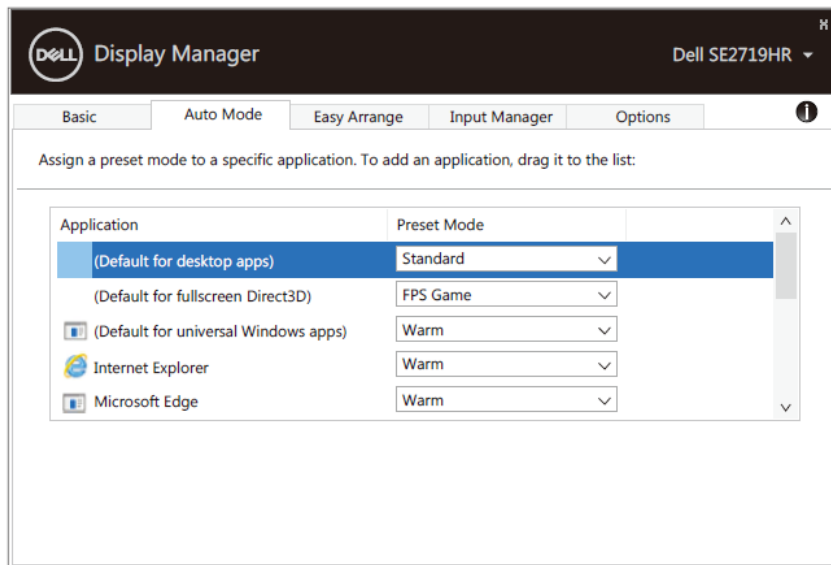 DELL Display Manager
Dell SE2719HR
Basic Auto Mode Easy Arrange Input Manager Options
Assign a preset mode to a specific application. To add an application, drag it to the list:
Application Preset Mode
(Default for desktop apps) Standard
(Default for fullscreen Direct3D) FPS Game
(Default for universal Windows apps) Warm
Internet Explorer Warm
Microsoft Edge Warm